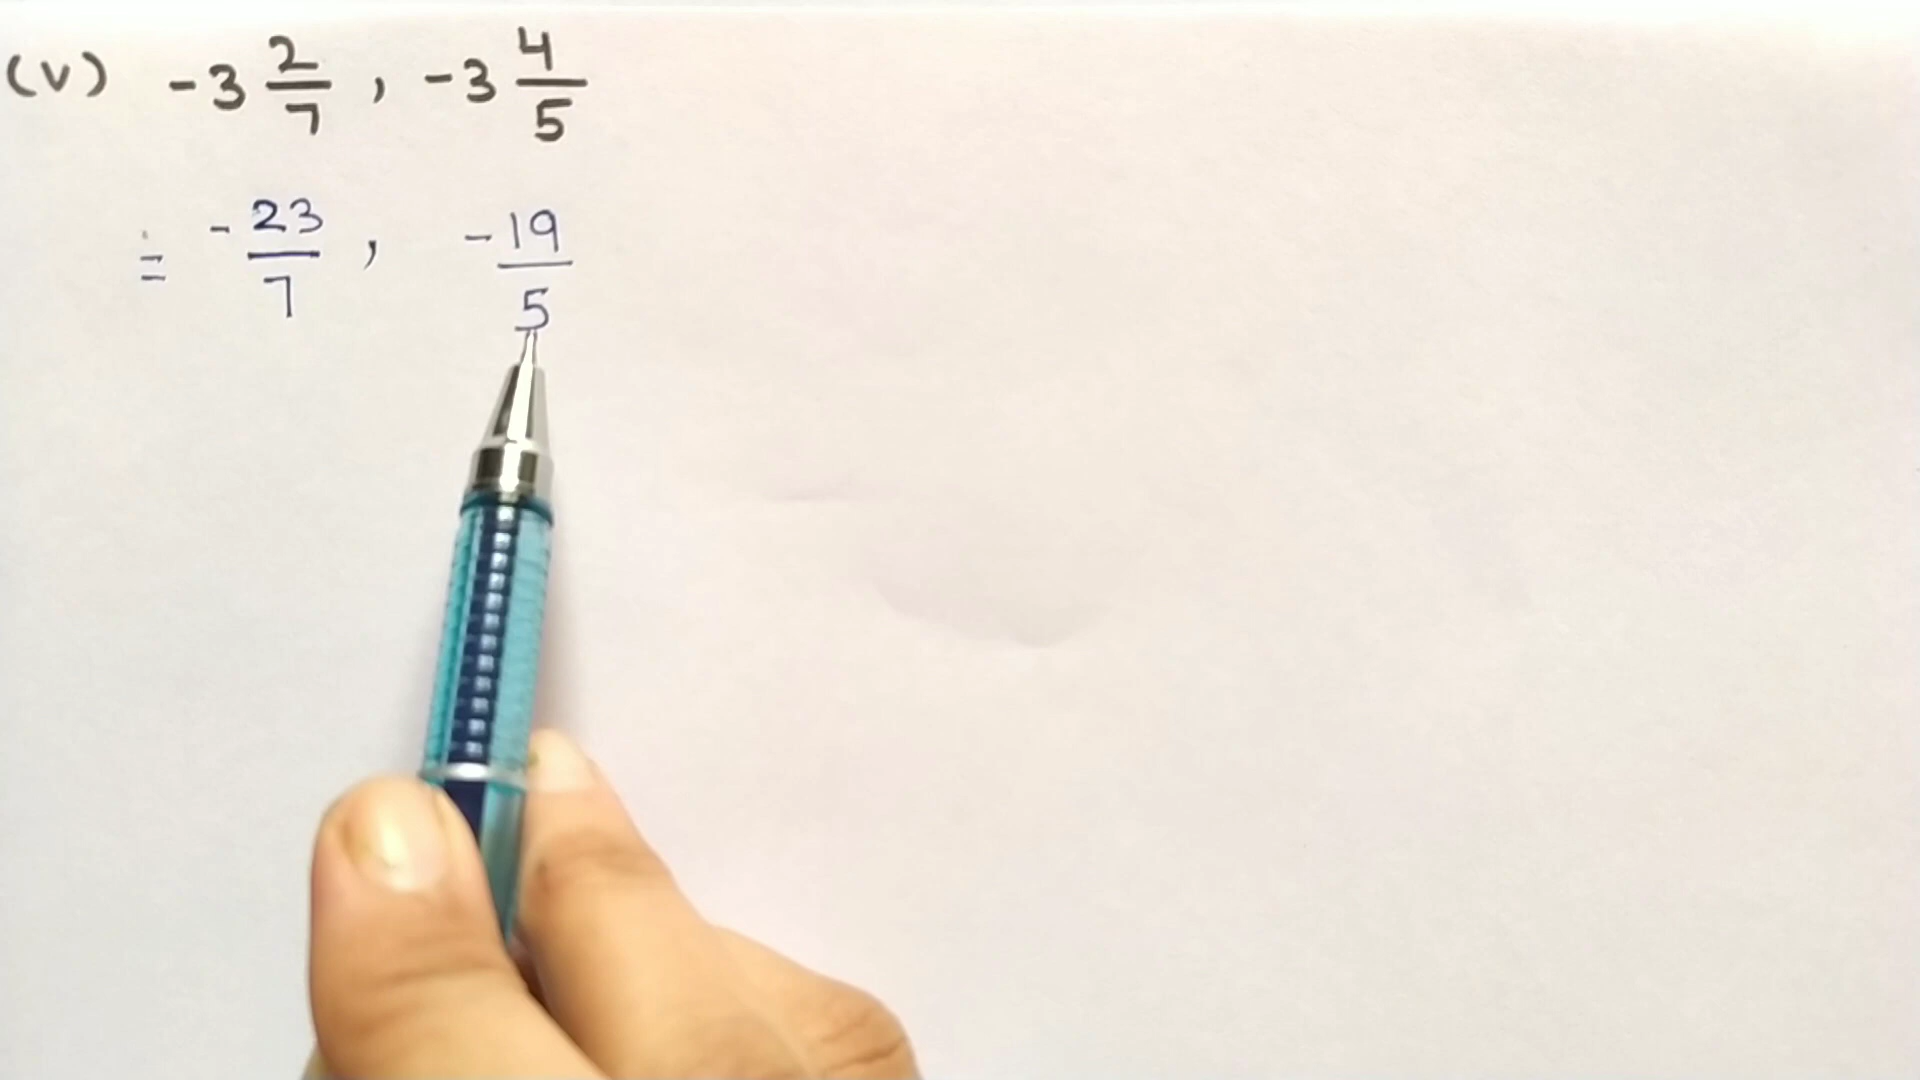 (v) -3 2/7 , -3 4/5
= -23/7 , -19/5